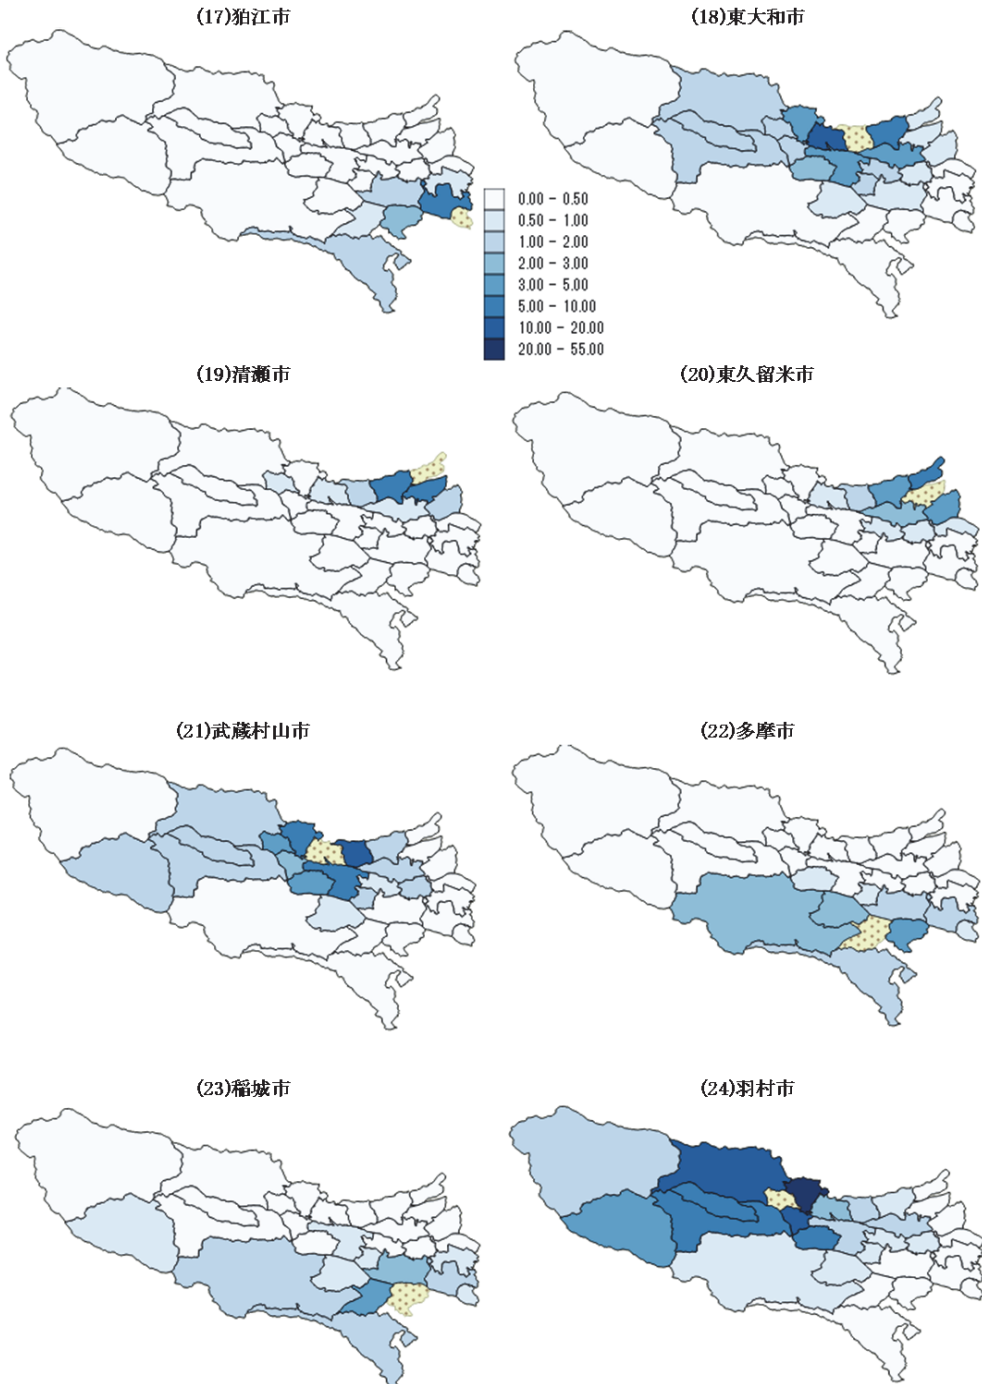 (17)狛江市
(18)東大和市
0.00 - 0.50
0.50 - 1.00
1.00 - 2.00
2.00 - 3.00
3.00 - 5.00
5.00 - 10.00
10.00 - 20.00
20.00 - 55.00
(19)清瀬市
(20)東久留米市
(21)武蔵村山市
(22)多摩市
(23)稲城市
(24)羽村市